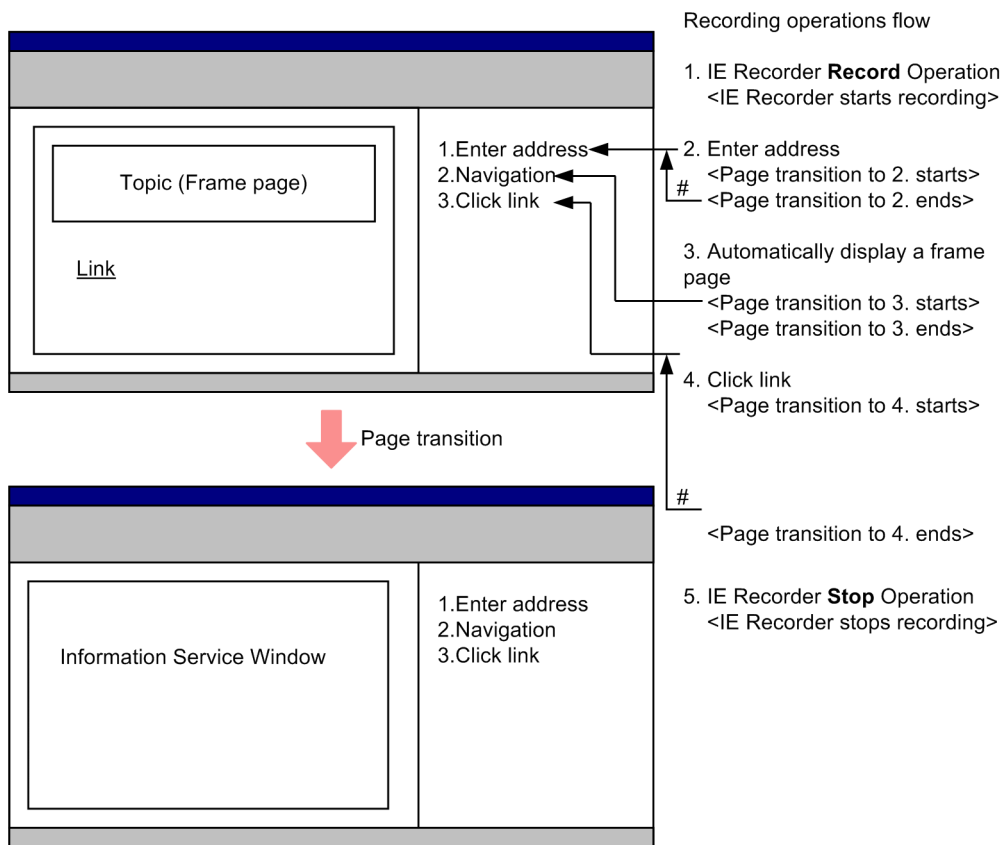 Recording operations flow
1. IE Recorder Record Operation
<IE Recorder starts recording>
Topic (Frame page)
Link
1.Enter address
2.Navigation
3.Click link
2. Enter address
<Page transition to 2. starts>
#
<Page transition to 2. ends>
3. Automatically display a frame
page
<Page transition to 3. starts>
<Page transition to 3. ends>
4. Click link
<Page transition to 4. starts>
Page transition
#
<Page transition to 4. ends>
Information Service Window
1.Enter address
2.Navigation
3.Click link
5. IE Recorder Stop Operation
<IE Recorder stops recording>